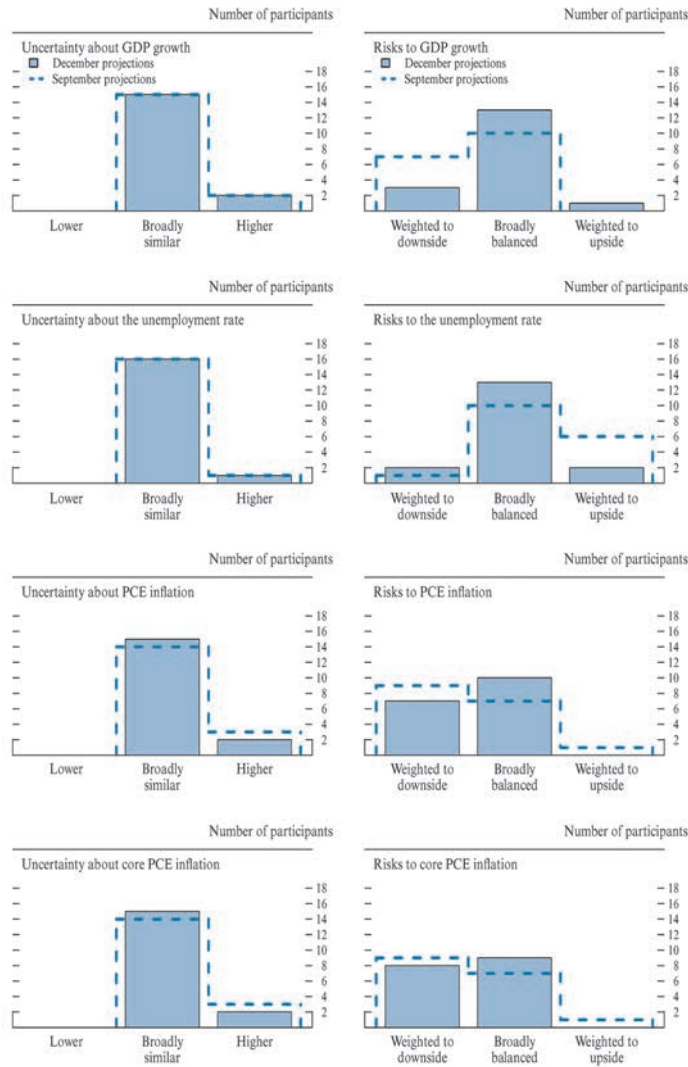 Number of participants
Uncertainty about GDP growth
December projections
September projections
18
16
14
12
10
8
6
4
2
Lower
Broadly similar
Higher
Number of participants
Risks to GDP growth
December projections
September projections
18
16
14
12
10
8
6
4
2
Weighted to downside
Broadly balanced
Weighted to upside
Number of participants
Uncertainty about the unemployment rate
18
16
14
12
10
8
6
4
2
Lower
Broadly similar
Higher
Number of participants
Risks to the unemployment rate
18
16
14
12
10
8
6
4
2
Weighted to downside
Broadly balanced
Weighted to upside
Number of participants
Uncertainty about PCE inflation
18
16
14
12
10
8
6
4
2
Lower
Broadly similar
Higher
Number of participants
Risks to PCE inflation
18
16
14
12
10
8
6
4
2
Weighted to downside
Broadly balanced
Weighted to upside
Number of participants
Uncertainty about core PCE inflation
18
16
14
12
10
8
6
4
2
Lower
Broadly similar
Higher
Number of participants
Risks to core PCE inflation
18
16
14
12
10
8
6
4
2
Weighted to downside
Broadly balanced
Weighted to upside